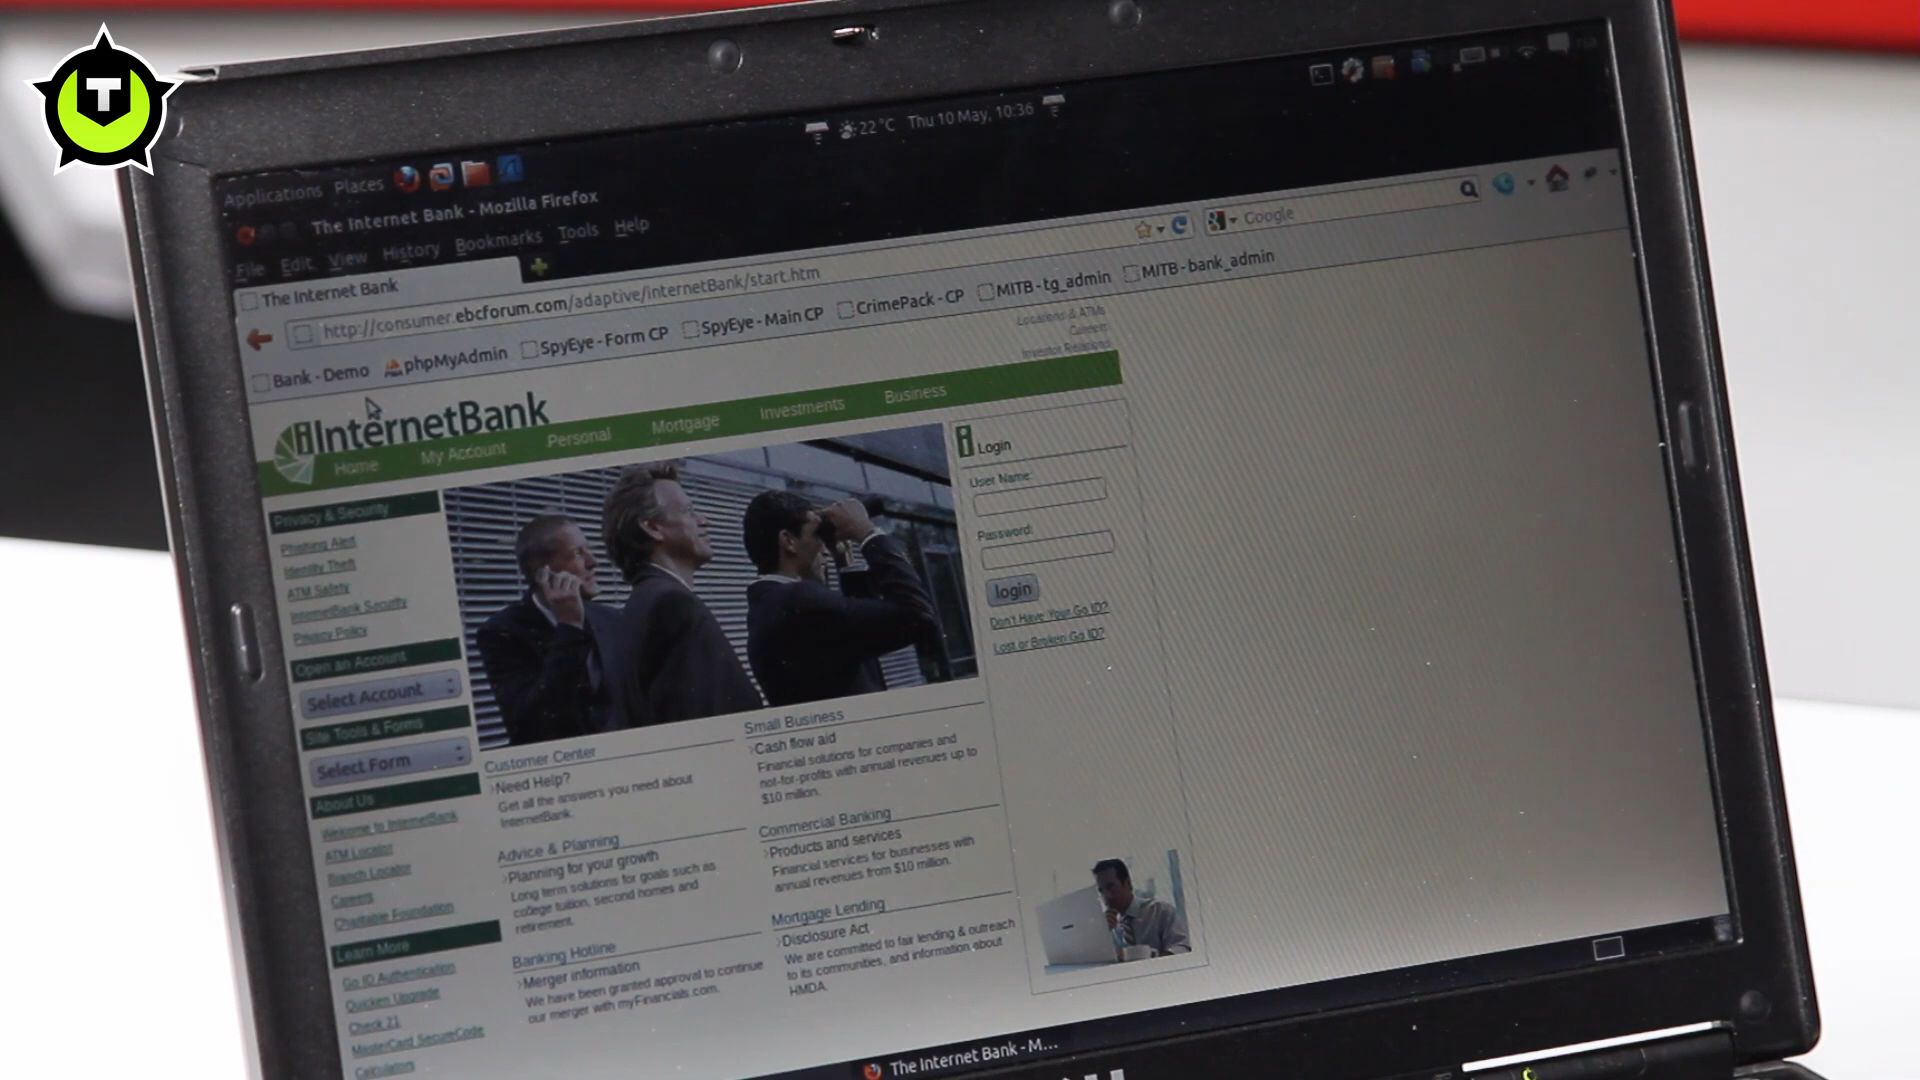 T
22 °C Thu 10 May, 10:36
Applications Places
The Internet Bank - Mozilla Firefox
File Edit View History Bookmarks Tools Help
The Internet Bank
http://consumer.ebcforum.com/adaptive/internetBank/start.htm
Google
Bank - Demo phpMyAdmin SpyEye - Form CP SpyEye - Main CP CrimePack - CP MITB - tg_admin MITB - bank_admin
Locations & ATMs
Careers
Investor Relations
InternetBank
Home My Account Personal Mortgage Investments Business
Privacy & Security
Phishing Alert
Identity Theft
ATM Safety
InternetBank Security
Privacy Policy
Open an Account
Select Account
Site Tools & Forms
Select Form
About Us
Welcome to InternetBank
ATM Locator
Branch Locator
Careers
Charitable Foundation
Learn More
Go ID Authentication
Quicken Upgrade
Check 21
MasterCard SecureCode
Calculators
Customer Center
Need Help?
Get all the answers you need about
InternetBank.
Advice & Planning
Planning for your growth
Long term solutions for goals such as
college tuition, second homes and
retirement.
Banking Hotline
Merger information
We have been granted approval to continue
our merger with myFinancials.com.
Small Business
Cash flow aid
Financial solutions for companies and
not-for-profits with annual revenues up to
$10 million.
Commercial Banking
Products and services
Financial services for businesses with
annual revenues from $10 million.
Mortgage Lending
Disclosure Act
We are committed to fair lending & outreach
to its communities, and information about
HMDA.
Login
User Name:
Password:
login
Don't Have Your Go ID?
Lost or Broken Go ID?
The Internet Bank - M...